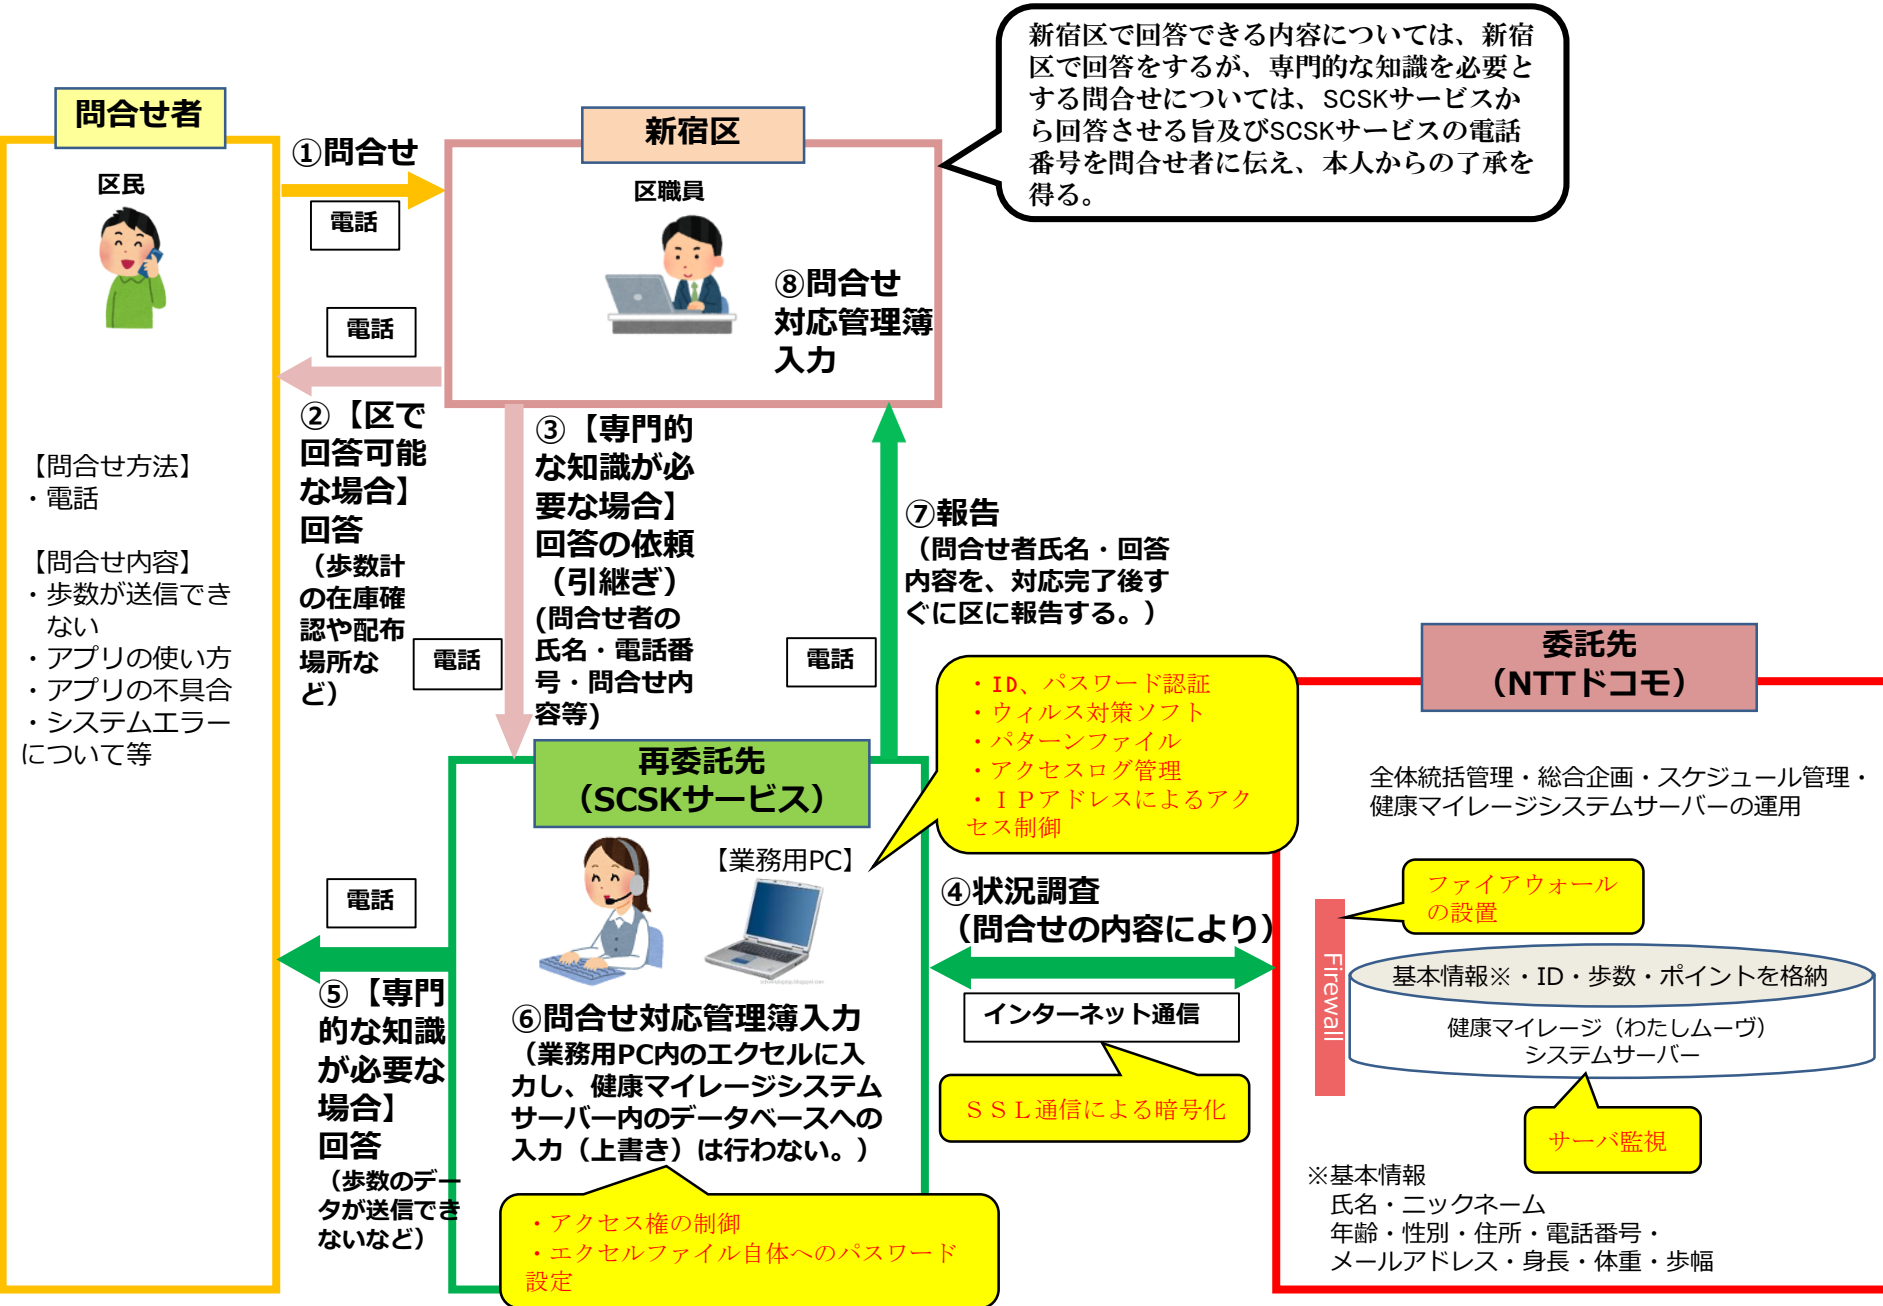 新宿区で回答できる内容については、新宿
区で回答をするが、専門的な知識を必要と
する問合せについては、SCSKサービスか
ら回答させる旨及びSCSKサービスの電話
番号を問合せ者に伝え、本人からの了承を
得る。
問合せ者
区民
【問合せ方法】
・電話
【問合せ内容】
・歩数が送信でき
ない
・アプリの使い方
・アプリの不具合
・システムエラー
について等
①問合せ
電話
新宿区
区職員
⑧問合せ
対応管理簿
入力
電話
②【区で
回答可能
な場合】
回答
（歩数計
の在庫確
認や配布
場所な
ど）
③【専門的
な知識が必
要な場合】
回答の依頼
（引継ぎ）
(問合せ者の
氏名・電話番
号・問合せ内
容等)
電話
⑦報告
（問合せ者氏名・回答
内容を、対応完了後す
ぐに区に報告する。）
電話
再委託先
（SCSKサービス）
【業務用PC】
・ID、パスワード認証
・ウィルス対策ソフト
・パターンファイル
・アクセスログ管理
・ＩＰアドレスによるアク
セス制御
電話
⑤【専門
的な知識
が必要な
場合】
回答
（歩数のデー
タが送信でき
ないなど）
⑥問合せ対応管理簿入力
（業務用PC内のエクセルに入
力し、健康マイレージシステム
サーバー内のデータベースへの
入力（上書き）は行わない。）
・アクセス権の制御
・エクセルファイル自体へのパスワード
設定
④状況調査
（問合せの内容により）
インターネット通信
ＳＳＬ通信による暗号化
委託先
（NTTドコモ）
全体統括管理・総合企画・スケジュール管理・
健康マイレージシステムサーバーの運用
ファイアウォール
の設置
Firewall
基本情報※・ID・歩数・ポイントを格納
健康マイレージ（わたしムーヴ）
システムサーバー
サーバ監視
※基本情報
氏名・ニックネーム
年齢・性別・住所・電話番号・
メールアドレス・身長・体重・歩幅